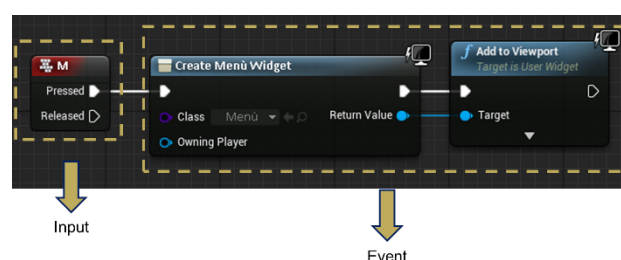 M
Pressed
Released
Create Menù Widget
Class Menù
Return Value
Owning Player
f Add to Viewport
Target is User Widget
Target
Input
Event